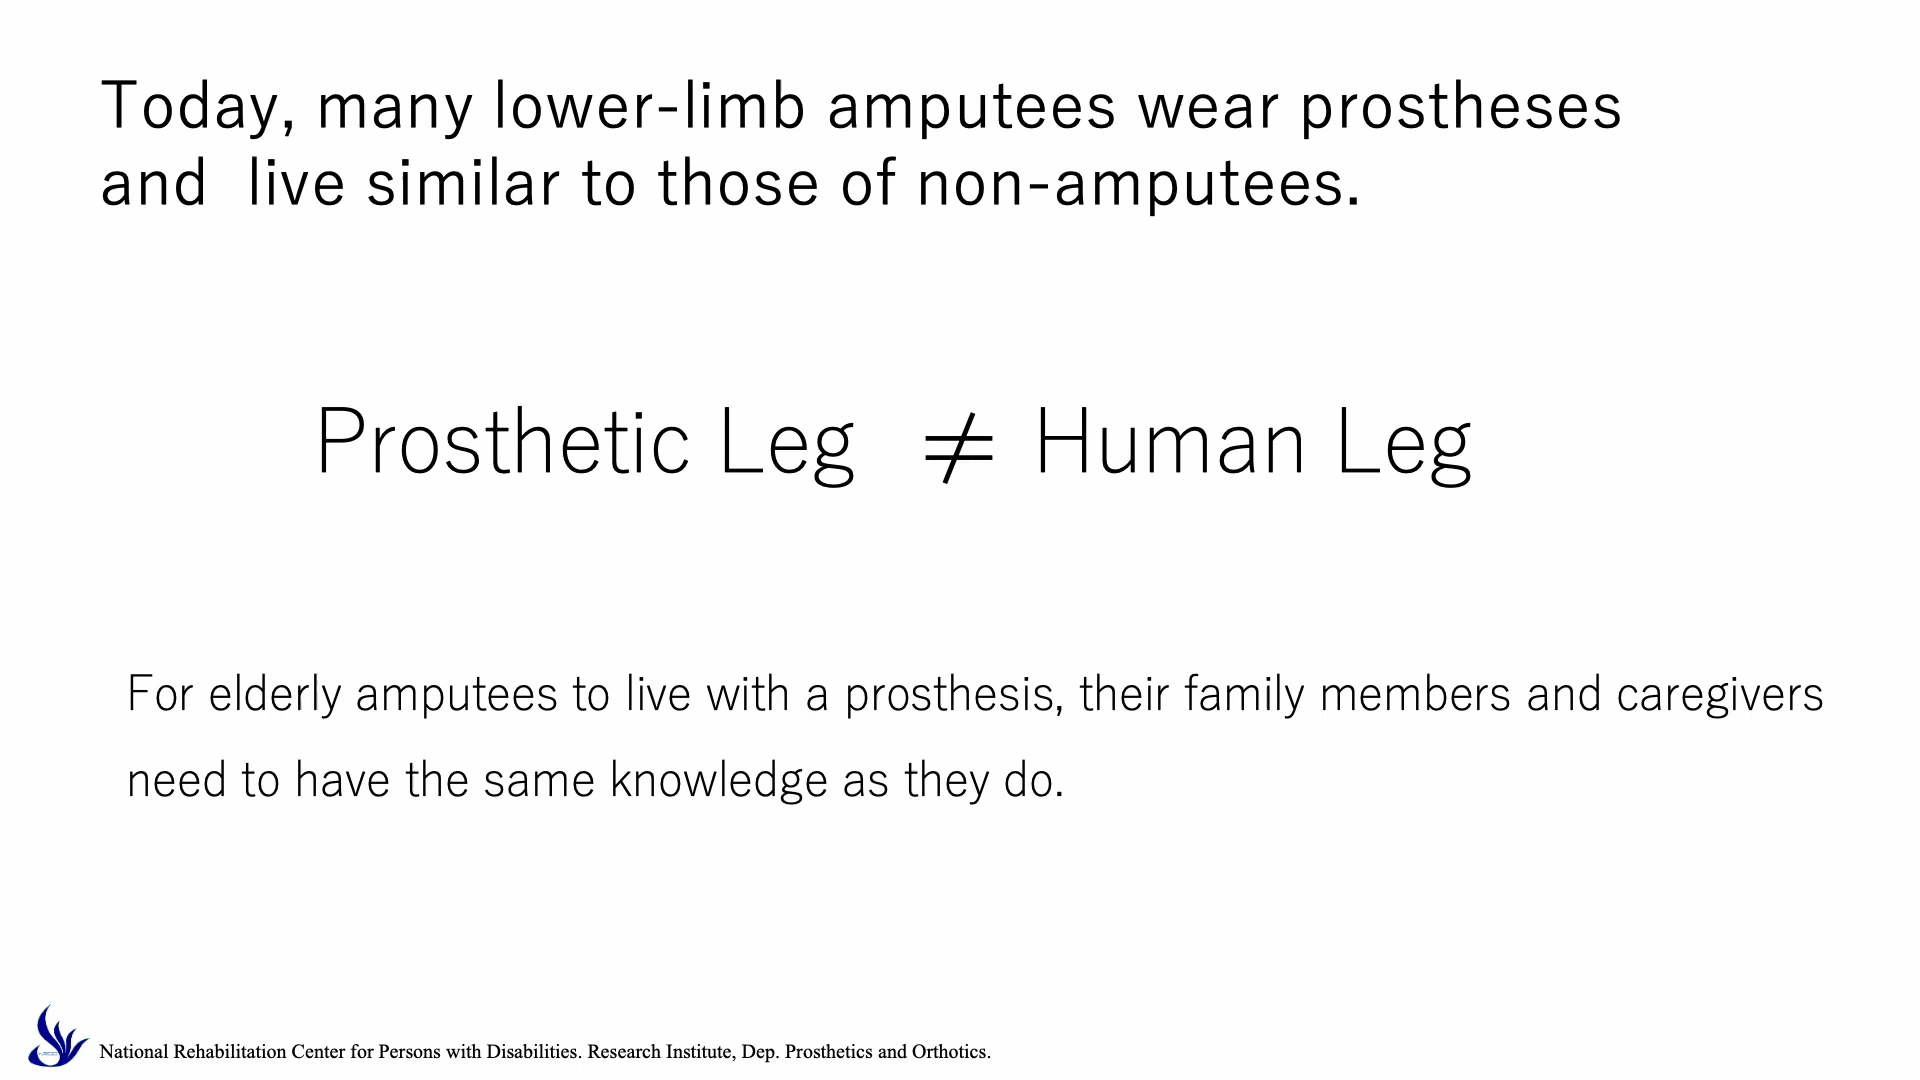 Today, many lower-limb amputees wear prostheses
and  live similar to those of non-amputees.
Prosthetic Leg ≠ Human Leg
For elderly amputees to live with a prosthesis, their family members and caregivers
need to have the same knowledge as they do.
National Rehabilitation Center for Persons with Disabilities. Research Institute, Dep. Prosthetics and Orthotics.